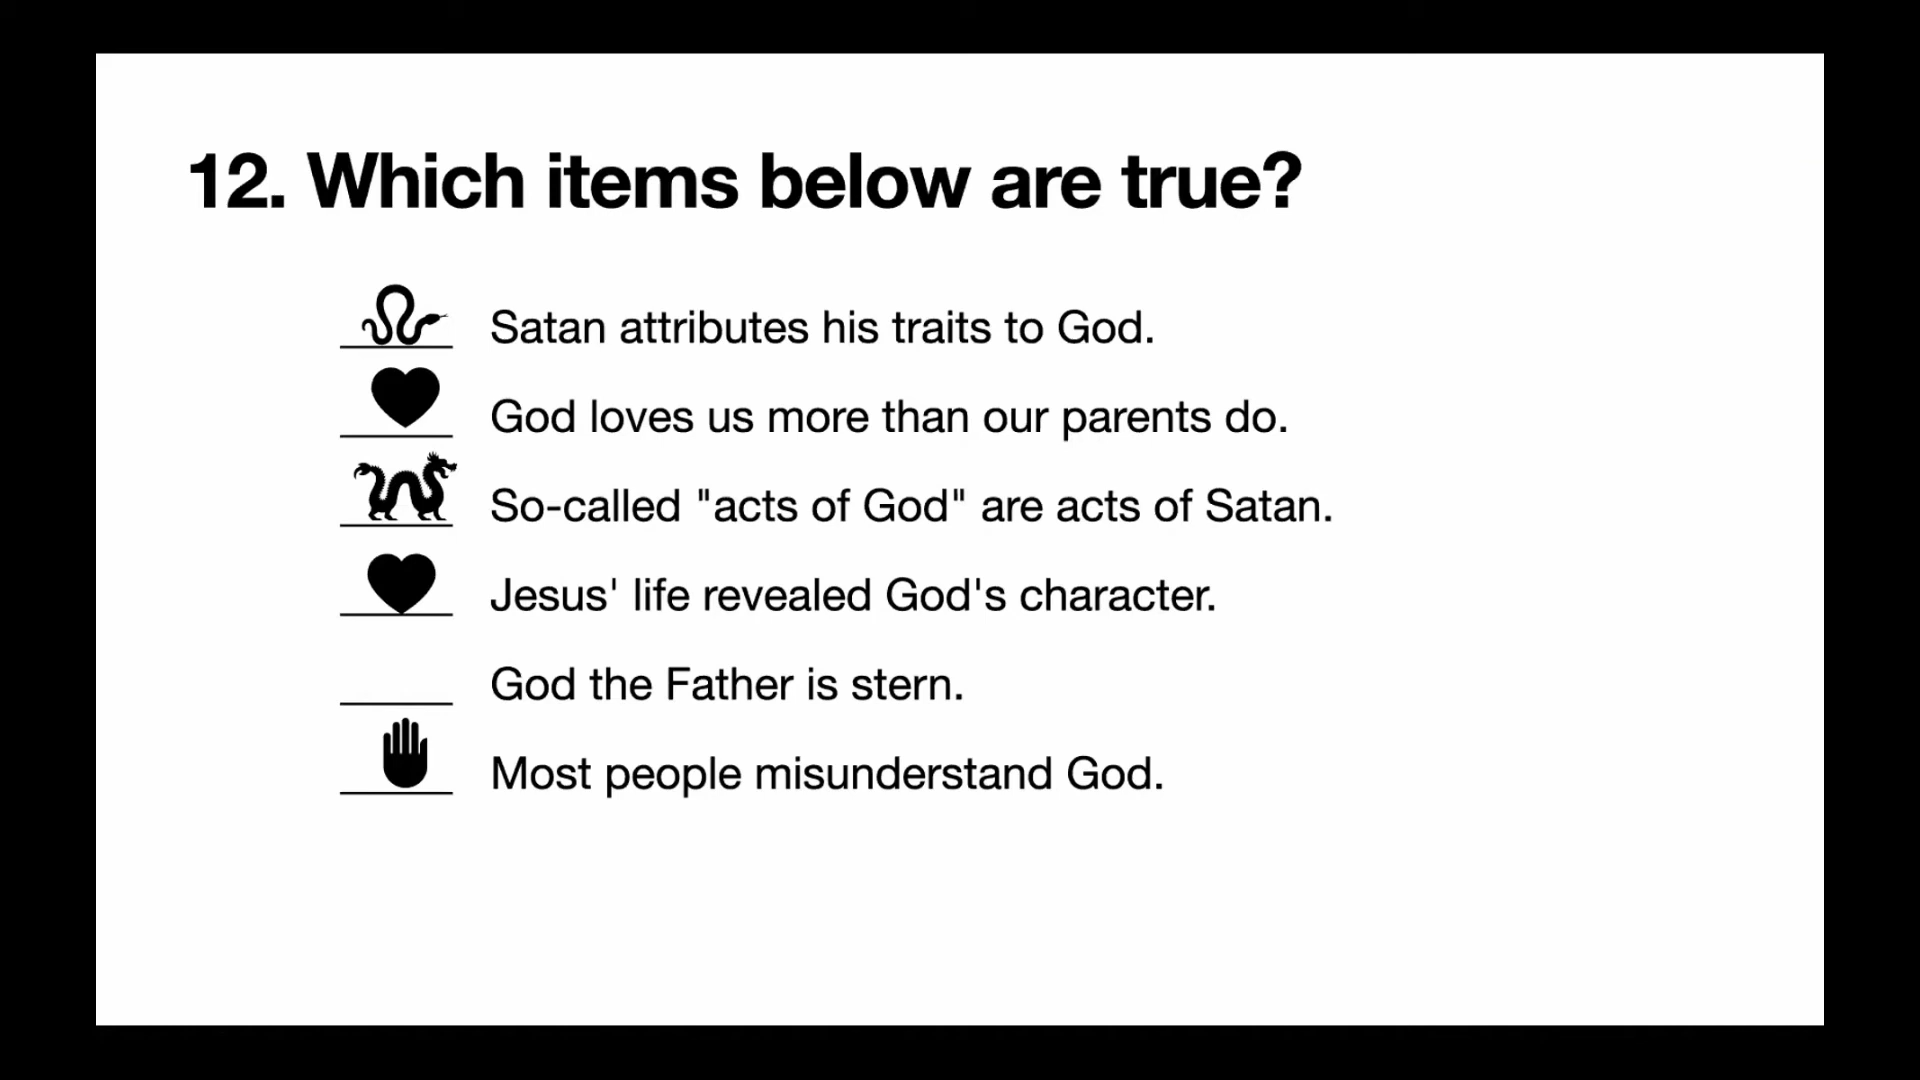 12. Which items below are true?
Satan attributes his traits to God.
God loves us more than our parents do.
So-called "acts of God" are acts of Satan.
Jesus' life revealed God's character.
God the Father is stern.
Most people misunderstand God.